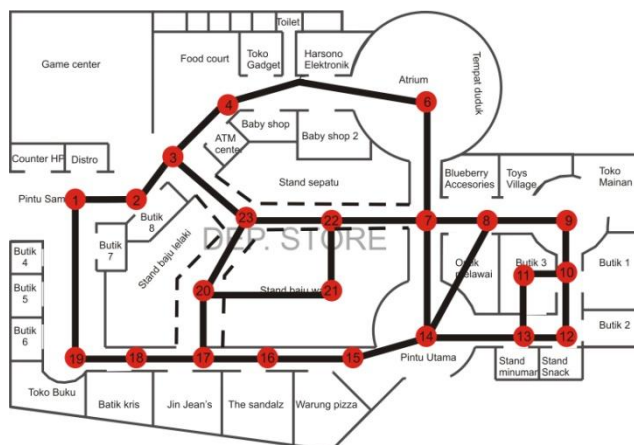 Toilet
Game center
Food court
Toko
Gadget
Harsono
Elektronik
Atrium
Tempat duduk
4
6
Baby shop
ATM
center
Baby shop 2
3
Counter HP
Distro
Stand sepatu
Blueberry
Accesories
Toys
Village
Toko
Mainan
Pintu Sam
1
2
Butik
8
23
22
7
8
9
DEP. STORE
Butik
7
Stand baju lelaki
Butik
4
Butik
5
Butik
6
20
Stand baju wa
21
melawai
Butik 3
11
10
Butik 1
Butik 2
14
13
12
Pintu Utama
19
18
17
16
15
Stand
minuman
Stand
Snack
Toko Buku
Batik kris
Jin Jean's
The sandalz
Warung pizza